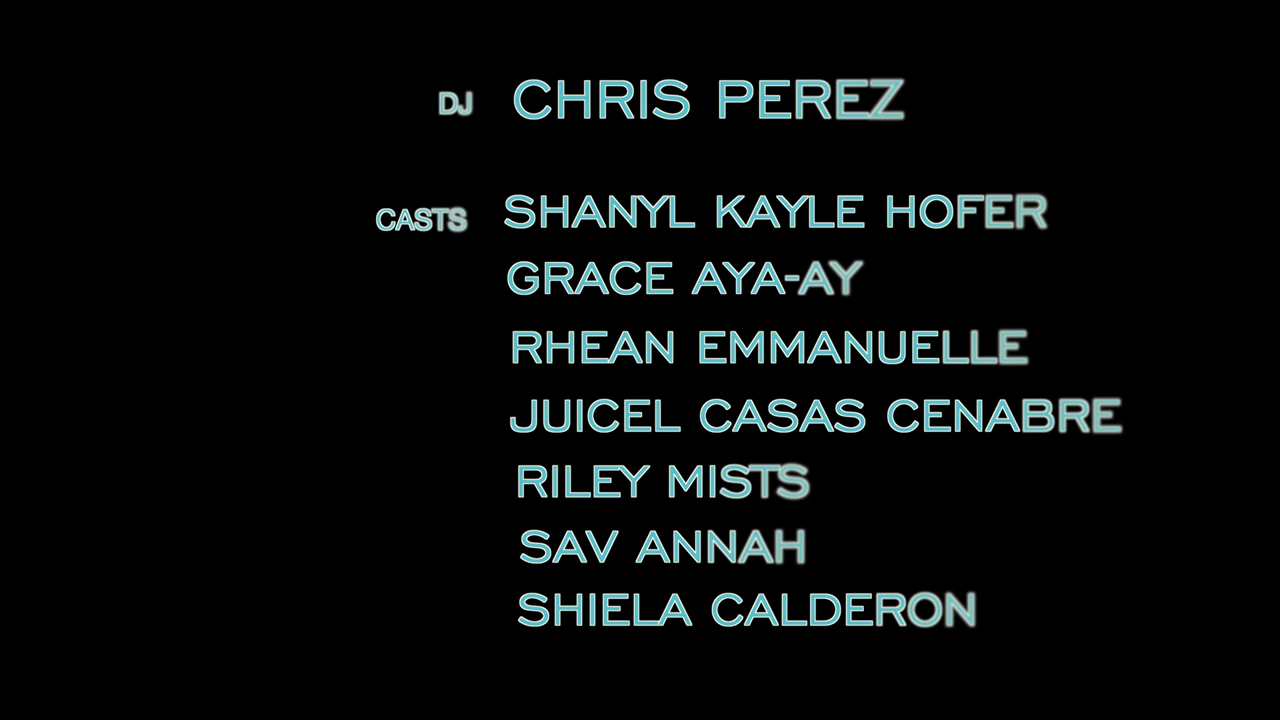 DJ CHRIS PEREZ
CASTS SHANYL KAYLE HOFER
GRACE AYA-AY
RHEAN EMMANUELLE
JUICEL CASAS CENABRE
RILEY MISTS
SAV ANNAH
SHIELA CALDERON